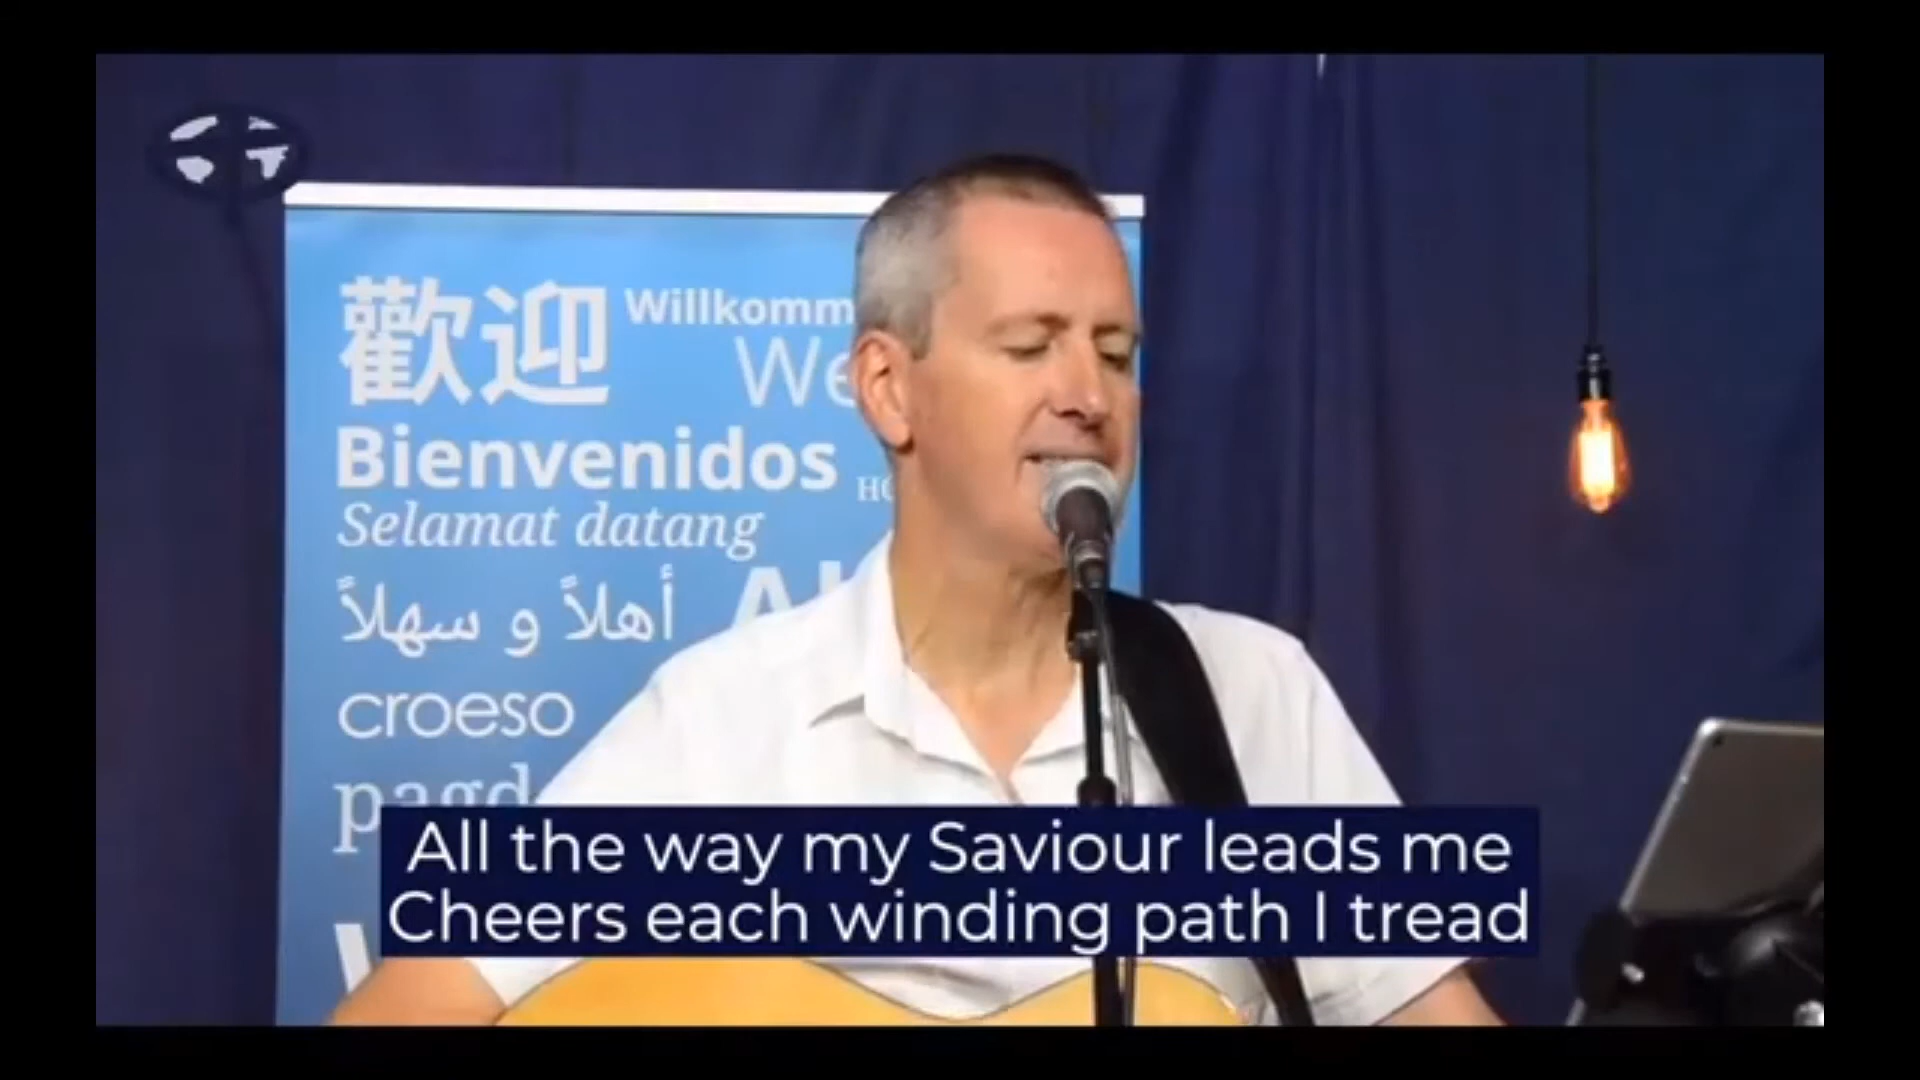 歡迎
Willkomm
We
Bienvenidos
Selamat datang
أهلاً و سهلاً
croeso
All the way my Saviour leads me
Cheers each winding path I tread